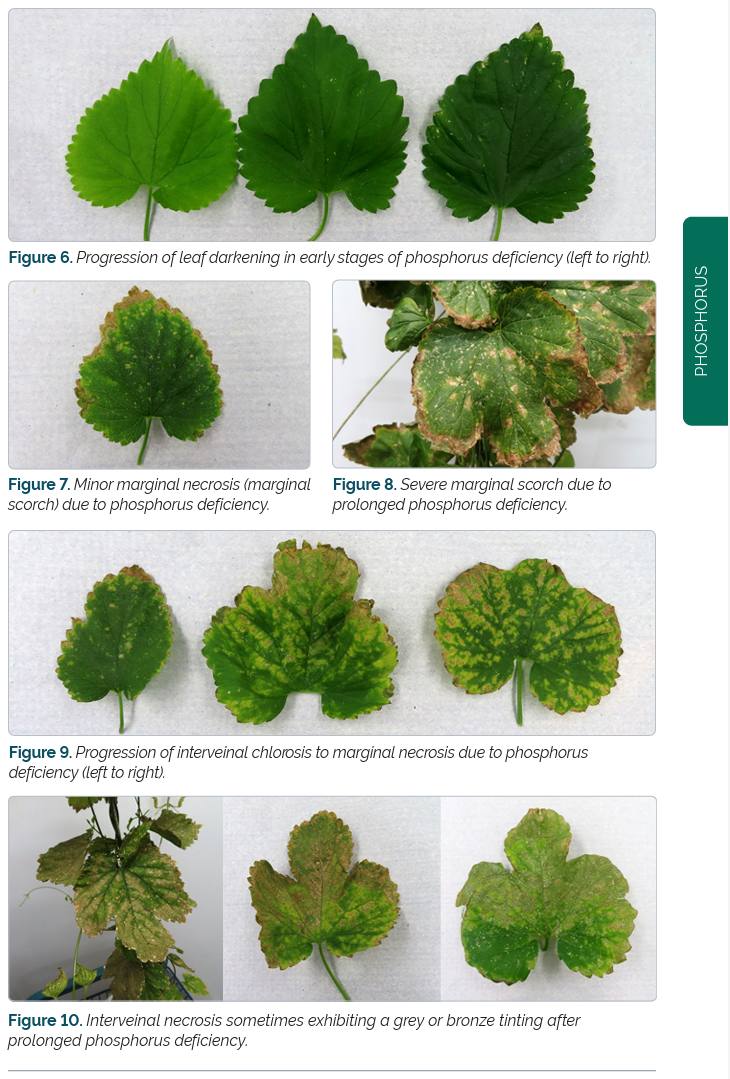 Figure 6. Progression of leaf darkening in early stages of phosphorus deficiency (left to right).
PHOSPHORUS
Figure 7. Minor marginal necrosis (marginal
scorch) due to phosphorus deficiency.
Figure 8. Severe marginal scorch due to
prolonged phosphorus deficiency.
Figure 9. Progression of interveinal chlorosis to marginal necrosis due to phosphorus
deficiency (left to right).
Figure 10. Interveinal necrosis sometimes exhibiting a grey or bronze tinting after
prolonged phosphorus deficiency.